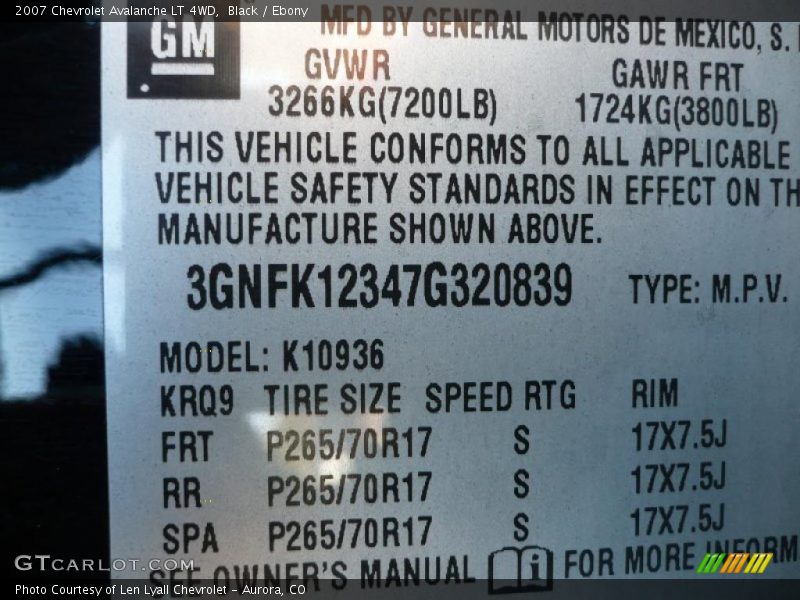 2007 Chevrolet Avalanche LT 4WD, Black / Ebony
GM
MFD BY GENERAL MOTORS DE MEXICO, S.
GVWR GAWR FRT
3266KG(7200LB) 1724KG(3800LB)
THIS VEHICLE CONFORMS TO ALL APPLICABLE
VEHICLE SAFETY STANDARDS IN EFFECT ON TH
MANUFACTURE SHOWN ABOVE.
3GNFK12347G320839 TYPE: M.P.V.
MODEL: K10936
KRQ9 TIRE SIZE SPEED RTG RIM
FRT P265/70R17 S 17X7.5J
RR P265/70R17 S 17X7.5J
SPA P265/70R17 S 17X7.5J
SEE OWNER'S MANUAL i FOR MORE INFORM
GTCARLOT.COM
Photo Courtesy of Len Lyall Chevrolet - Aurora, CO